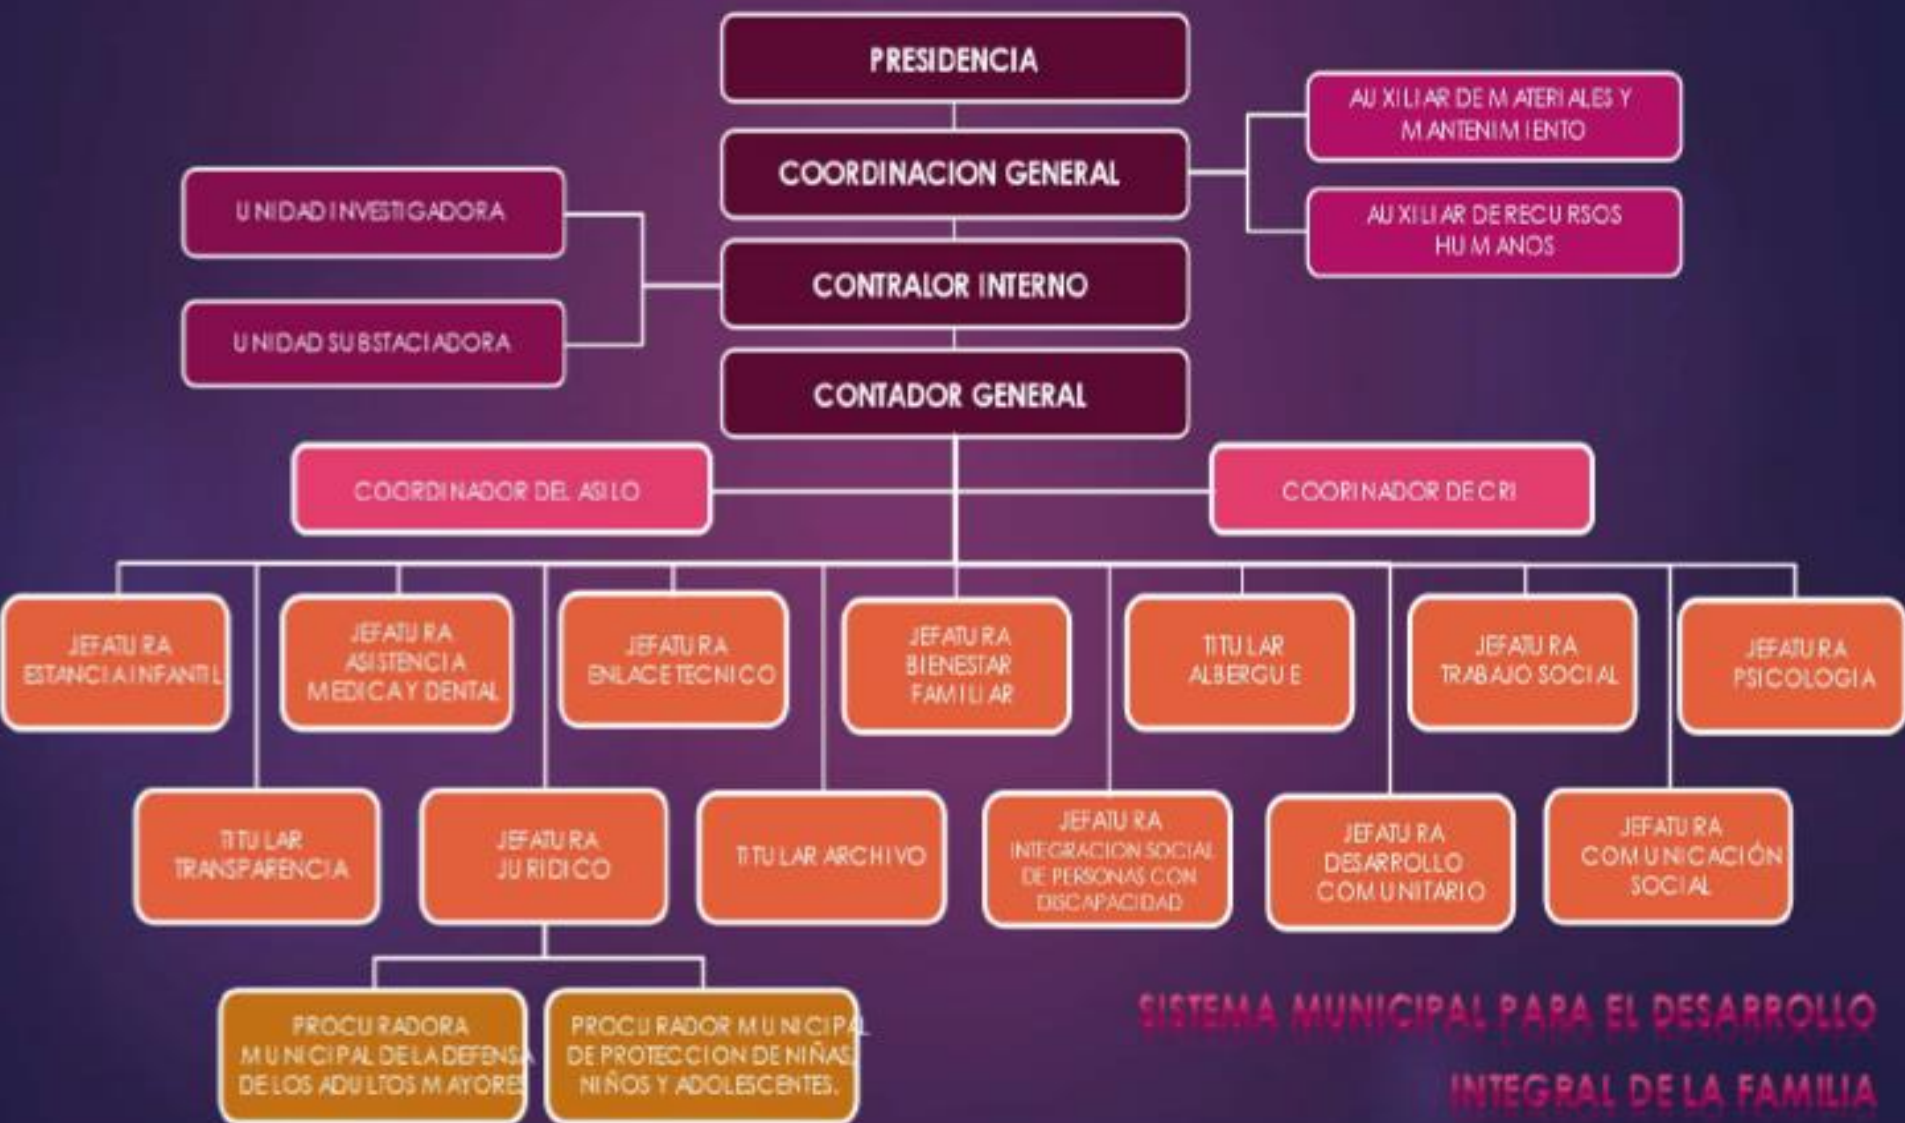 PRESIDENCIA
AUXILIAR DE MATERIALES Y
MANTENIMIENTO
COORDINACION GENERAL
UNIDAD INVESTIGADORA
AUXILIAR DE RECURSOS
HUMANOS
CONTRALOR INTERNO
UNIDAD SUBSTACIADORA
CONTADOR GENERAL
COORDINADOR DEL ASILO
COORINADOR DE CRI
JEFATURA
ESTANCIA INFANTIL
JEFATURA
ASISTENCIA
MEDICA Y DENTAL
JEFATURA
ENLACE TECNICO
JEFATURA
BIENESTAR
FAMILIAR
TITULAR
ALBERGUE
JEFATURA
TRABAJO SOCIAL
JEFATURA
PSICOLOGIA
TITULAR
TRANSPARENCIA
JEFATURA
JURIDICO
TITULAR ARCHIVO
JEFATURA
INTEGRACION SOCIAL
DE PERSONAS CON
DISCAPACIDAD
JEFATURA
DESARROLLO
COMUNITARIO
JEFATURA
COMUNICACIÓN
SOCIAL
PROCURADORA
MUNICIPAL DE LA DEFENSA
DE LOS ADULTOS MAYORES
PROCURADOR MUNICIPAL
DE PROTECCION DE NIÑAS,
NIÑOS Y ADOLESCENTES.
SISTEMA MUNICIPAL PARA EL DESARROLLO
INTEGRAL DE LA FAMILIA